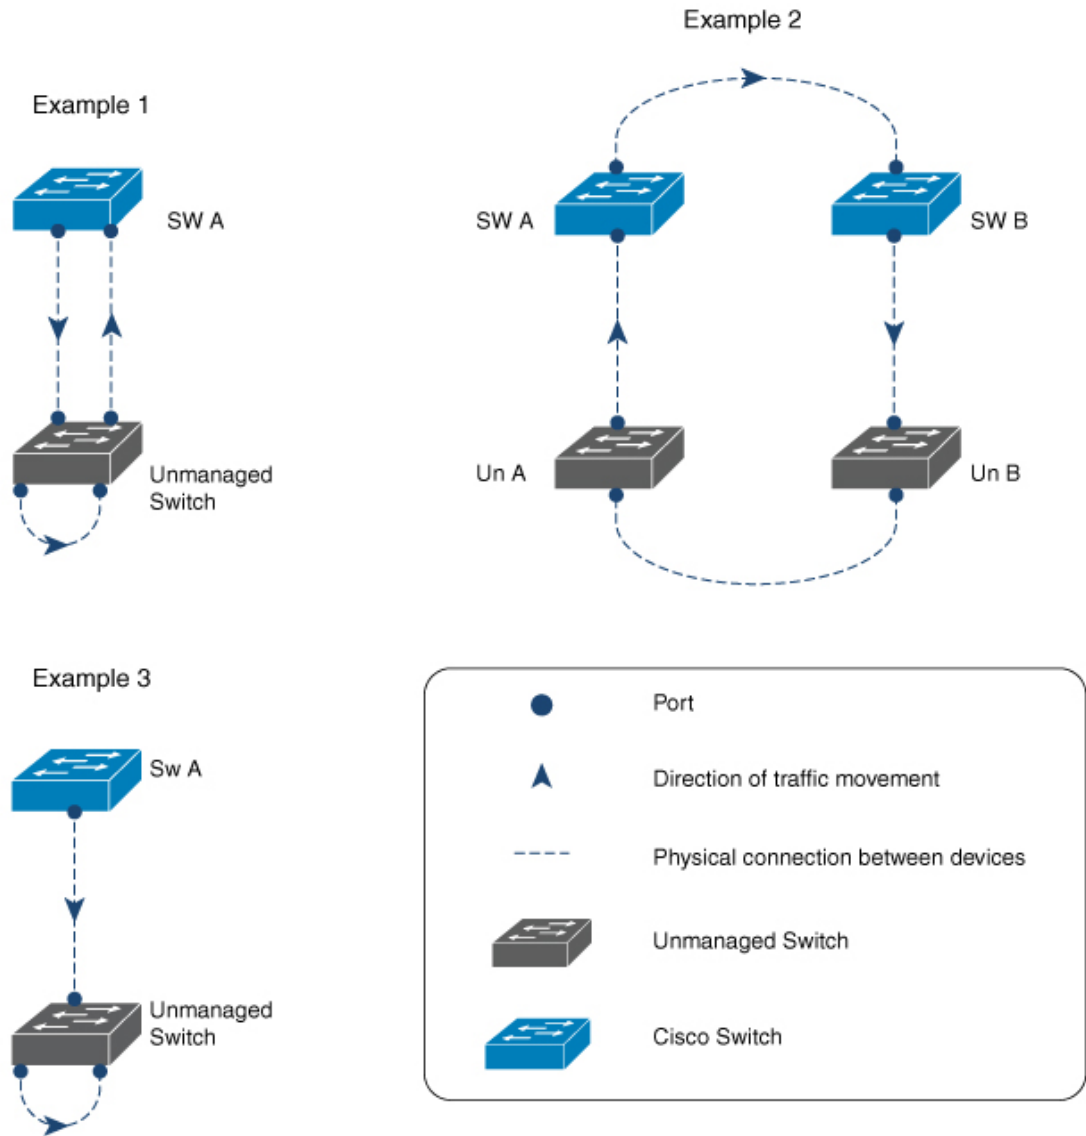 Example 2
Example 1
SW A
SW A
SW B
Unmanaged
Switch
Un A
Un B
Example 3
Sw A
Unmanaged
Switch
Port
Direction of traffic movement
Physical connection between devices
Unmanaged Switch
Cisco Switch